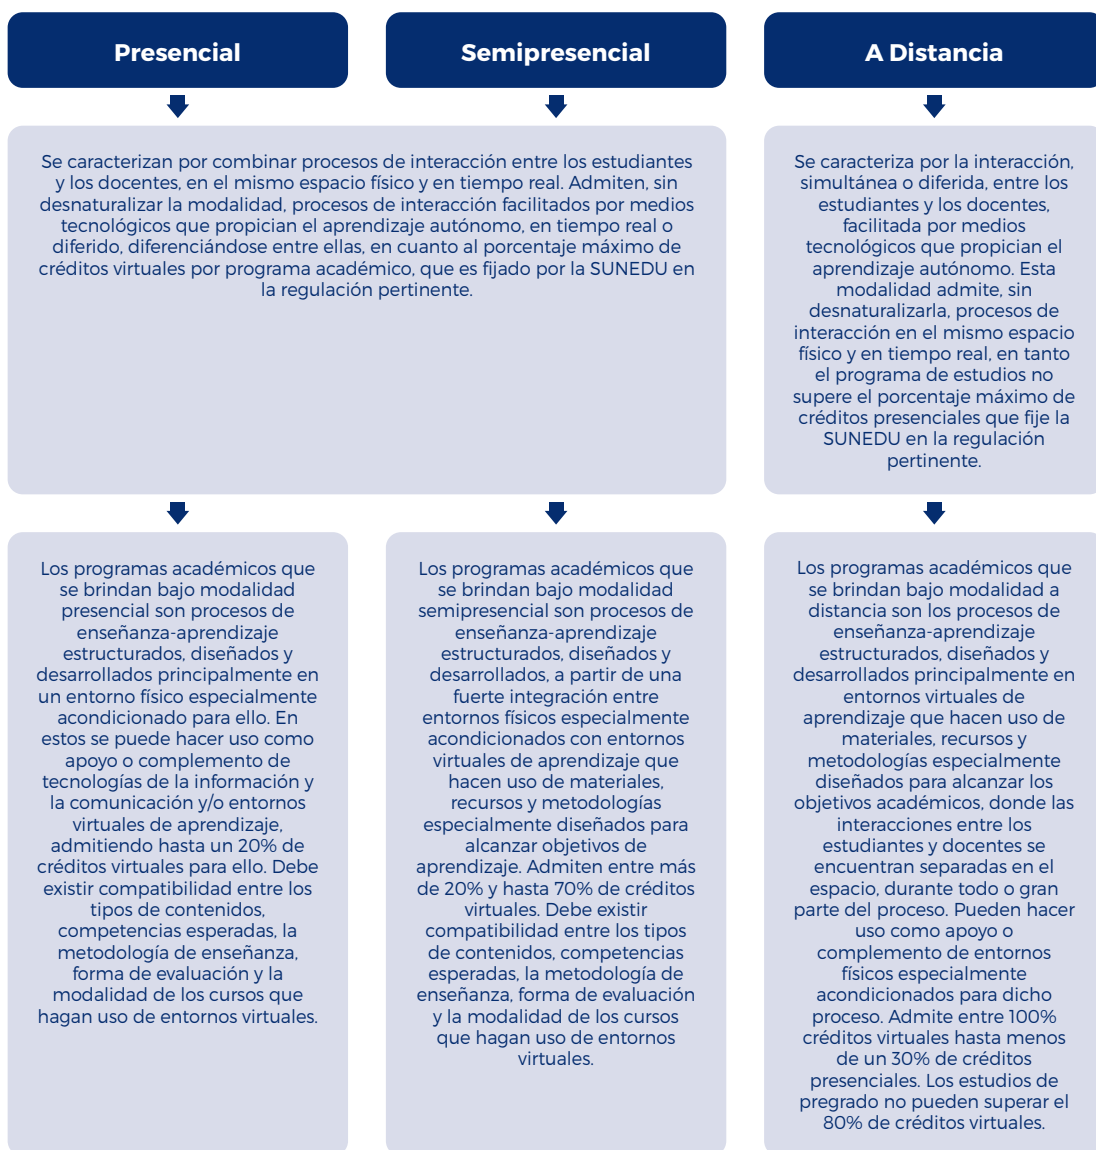 Presencial
Semipresencial
A Distancia
Se caracterizan por combinar procesos de interacción entre los estudiantes
y los docentes, en el mismo espacio físico y en tiempo real. Admiten, sin
desnaturalizar la modalidad, procesos de interacción facilitados por medios
tecnológicos que propician el aprendizaje autónomo, en tiempo real o
diferido, diferenciándose entre ellas, en cuanto al porcentaje máximo de
créditos virtuales por programa académico, que es fijado por la SUNEDU en
la regulación pertinente.
Se caracteriza por la interacción,
simultánea o diferida, entre los
estudiantes y los docentes,
facilitada por medios
tecnológicos que propician el
aprendizaje autónomo. Esta
modalidad admite, sin
desnaturalizarla, procesos de
interacción en el mismo espacio
físico y en tiempo real, en tanto
el programa de estudios no
supere el porcentaje máximo de
créditos presenciales que fije la
SUNEDU en la regulación
pertinente.
Los programas académicos que
se brindan bajo modalidad
presencial son procesos de
enseñanza-aprendizaje
estructurados, diseñados y
desarrollados principalmente en
un entorno físico especialmente
acondicionado para ello. En
estos se puede hacer uso como
apoyo o complemento de
tecnologías de la información y
la comunicación y/o entornos
virtuales de aprendizaje,
admitiendo hasta un 20% de
créditos virtuales para ello. Debe
existir compatibilidad entre los
tipos de contenidos,
competencias esperadas, la
metodología de enseñanza,
forma de evaluación y la
modalidad de los cursos que
hagan uso de entornos virtuales.
Los programas académicos que
se brindan bajo modalidad
semipresencial son procesos de
enseñanza-aprendizaje
estructurados, diseñados y
desarrollados, a partir de una
fuerte integración entre
entornos físicos especialmente
acondicionados con entornos
virtuales de aprendizaje que
hacen uso de materiales,
recursos y metodologías
especialmente diseñados para
alcanzar objetivos de
aprendizaje. Admiten entre más
de 20% y hasta 70% de créditos
virtuales. Debe existir
compatibilidad entre los tipos
de contenidos, competencias
esperadas, la metodología de
enseñanza, forma de evaluación
y la modalidad de los cursos
que hagan uso de entornos
virtuales.
Los programas académicos que
se brindan bajo modalidad a
distancia son los procesos de
enseñanza-aprendizaje
estructurados, diseñados y
desarrollados principalmente en
entornos virtuales de
aprendizaje que hacen uso de
materiales, recursos y
metodologías especialmente
diseñados para alcanzar los
objetivos académicos, donde las
interacciones entre los
estudiantes y docentes se
encuentran separadas en el
espacio, durante todo o gran
parte del proceso. Pueden hacer
uso como apoyo o
complemento de entornos
físicos especialmente
acondicionados para dicho
proceso. Admite entre 100%
créditos virtuales hasta menos
de un 30% de créditos
presenciales. Los estudios de
pregrado no pueden superar el
80% de créditos virtuales.